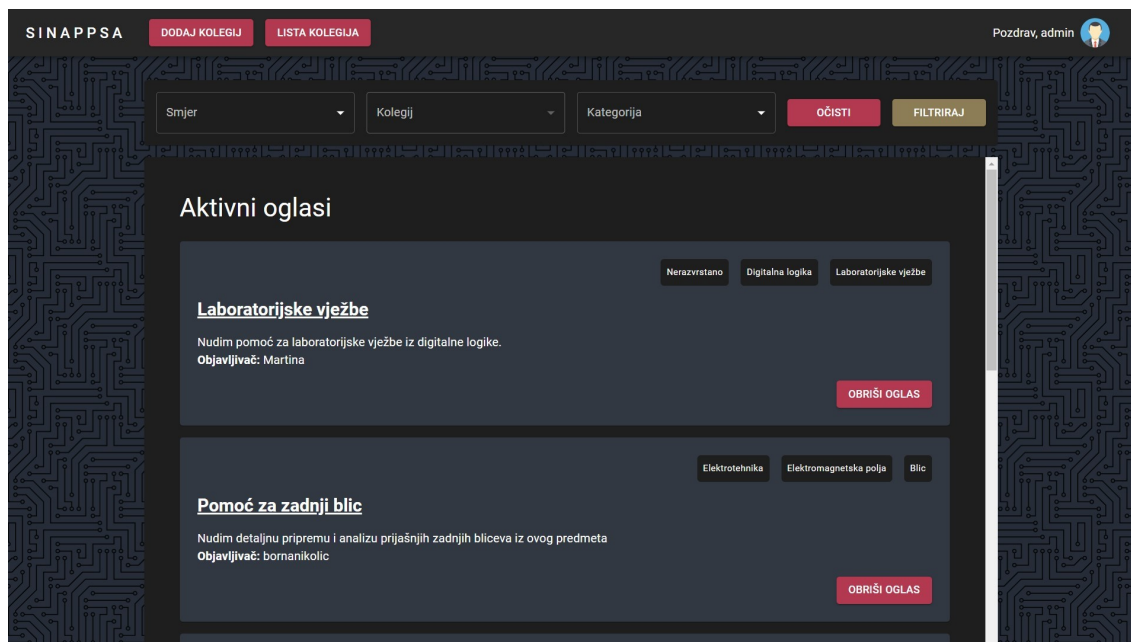 SINAPPSA DODAJ KOLEGIJ LISTA KOLEGIJA Pozdrav, admin
Smjer Kolegij Kategorija OČISTI FILTRIRAJ
Aktivni oglasi
Nerazvrstano Digitalna logika Laboratorijske vježbe
Laboratorijske vježbe
Nudim pomoć za laboratorijske vježbe iz digitalne logike.
Objavljivač: Martina
OBRIŠI OGLAS
Elektrotehnika Elektromagnetska polja Blic
Pomoć za zadnji blic
Nudim detaljnu pripremu i analizu prijašnjih zadnjih bliceva iz ovog predmeta
Objavljivač: bornanikolic
OBRIŠI OGLAS